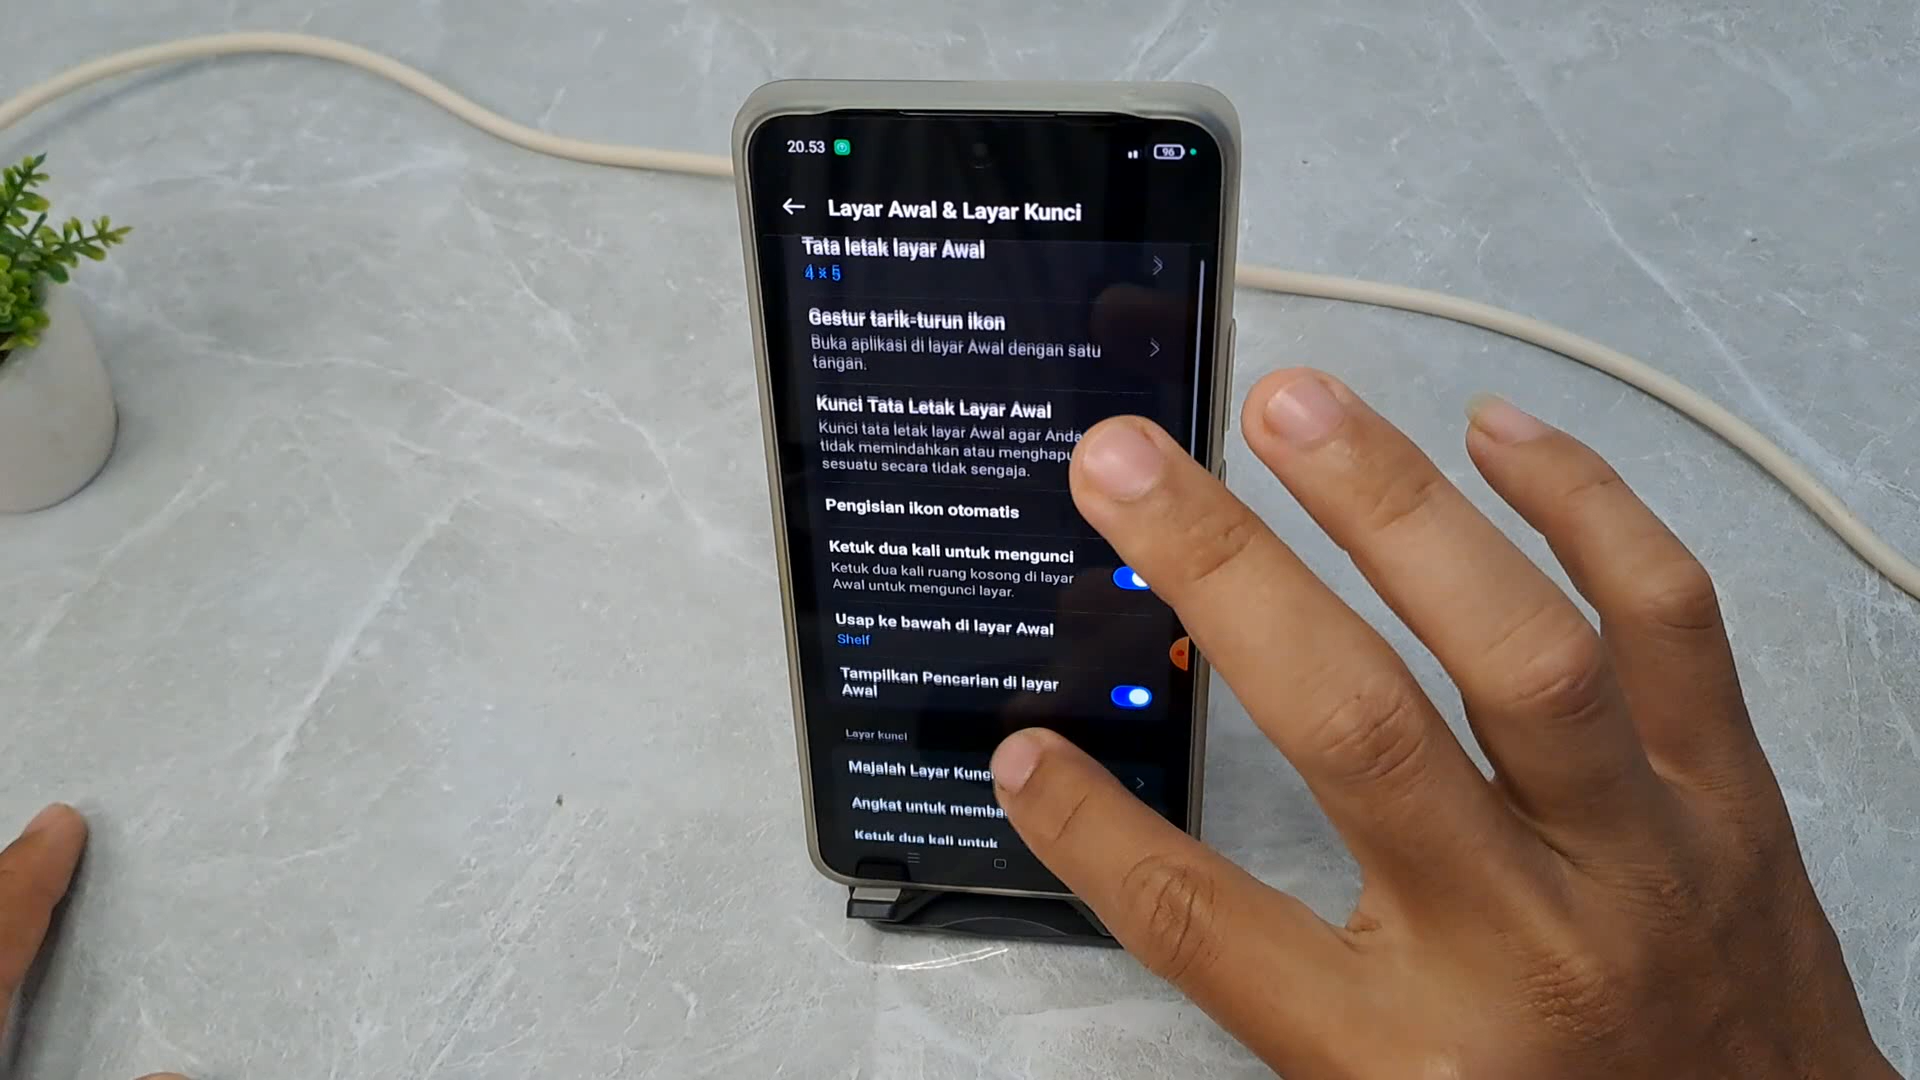 20.53
96
Layar Awal & Layar Kunci
Tata letak layar Awal
4 × 5
Gestur tarik-turun ikon
Buka aplikasi di layar Awal dengan satu
tangan.
Kunci Tata Letak Layar Awal
Kunci tata letak layar Awal agar Anda
tidak memindahkan atau menghapu
sesuatu secara tidak sengaja.
Pengisian ikon otomatis
Ketuk dua kali untuk mengunci
Ketuk dua kali ruang kosong di layar
Awal untuk mengunci layar.
Usap ke bawah di layar Awal
Shelf
Tampilkan Pencarian di layar
Awal
Layar kunci
Majalah Layar Kunci
Angkat untuk memba
Ketuk dua kali untuk